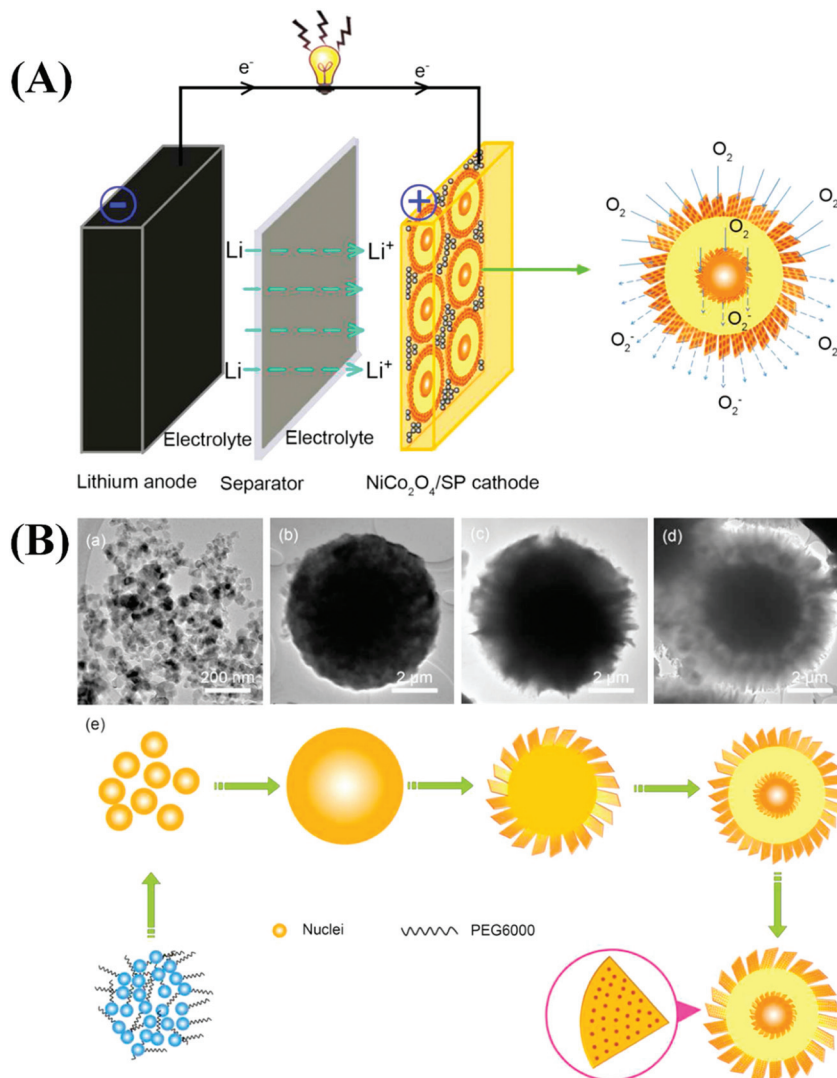 (A)
e-
e-
O2
O2
O2
O2
O2-
O2
O2-
O2-
O2-
−
+
Li
Li+
Li
Li+
Electrolyte
Electrolyte
Lithium anode
Separator
NiCo2O4/SP cathode
(B)
(a)
(b)
(c)
(d)
200 nm
2 μm
2 μm
2 μm
(e)
Nuclei
PEG6000